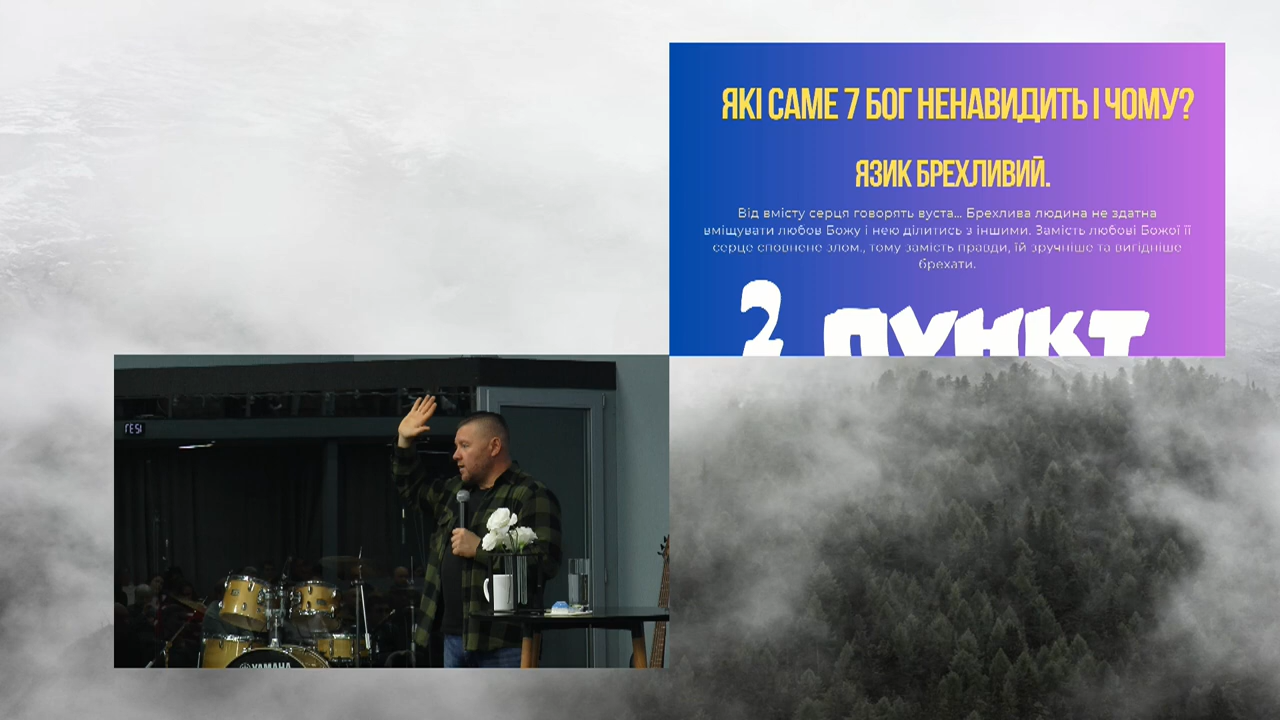 ЯКІ САМЕ 7 БОГ НЕНАВИДИТЬ І ЧОМУ?
ЯЗИК БРЕХЛИВИЙ.
Від вмісту серця говорять вуста... Брехлива людина не здатна
вміщувати любов Божу і нею ділитись з іншими. Замість любові Божої її
серце сповнене злом., тому замість правди, їй зручніше та вигідніше
брехати.
2 ПУНКТ
YAMAHA